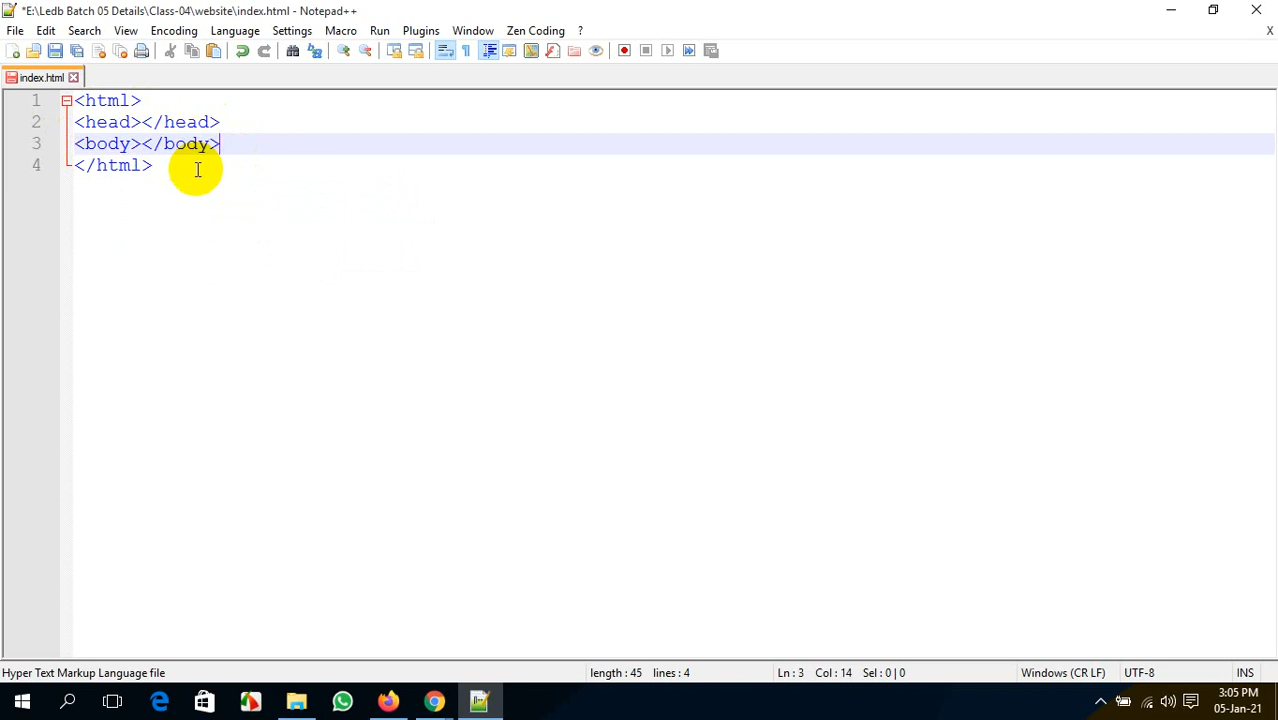 *E:\Ledb Batch 05 Details\Class-04\website\index.html - Notepad++
File Edit Search View Encoding Language Settings Macro Run Plugins Window Zen Coding ? X
index.html
1 <html>
2 <head></head>
3 <body></body>
4 </html>
Hyper Text Markup Language file length : 45 lines : 4 Ln : 3 Col : 14 Sel : 0 | 0 Windows (CR LF) UTF-8 INS
3:05 PM
05-Jan-21